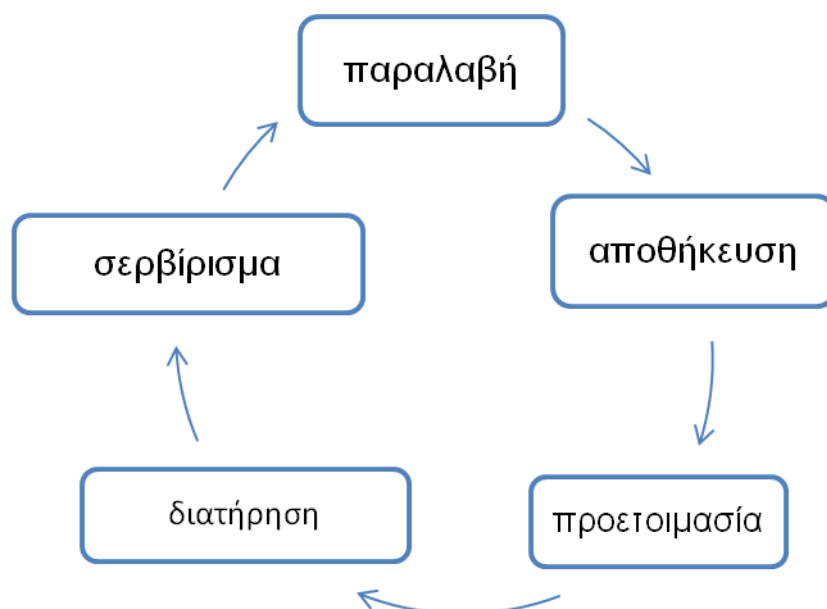 παραλαβή
αποθήκευση
προετοιμασία
διατήρηση
σερβίρισμα